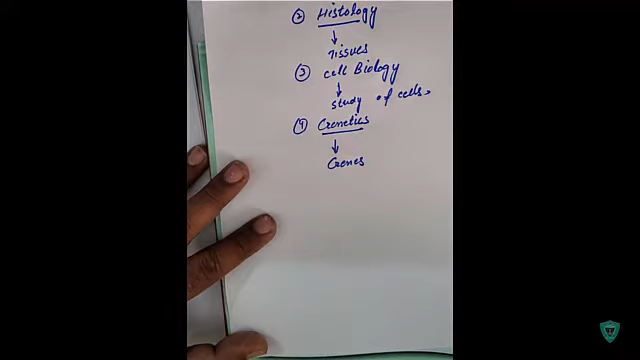 ② Histology
↓
Tissues
③ cell Biology
↓
study of cells.
④ Genetics
↓
Genes